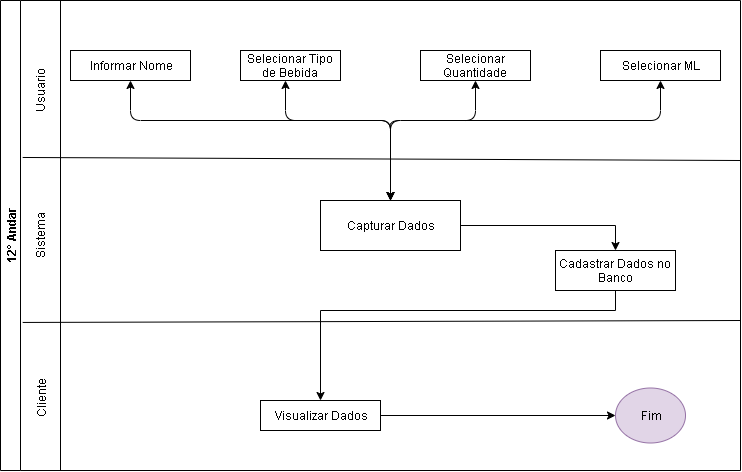 12° Andar
Usuario
Informar Nome
Selecionar Tipo
de Bebida
Selecionar
Quantidade
Selecionar ML
Sistema
Capturar Dados
Cadastrar Dados no
Banco
Cliente
Visualizar Dados
Fim